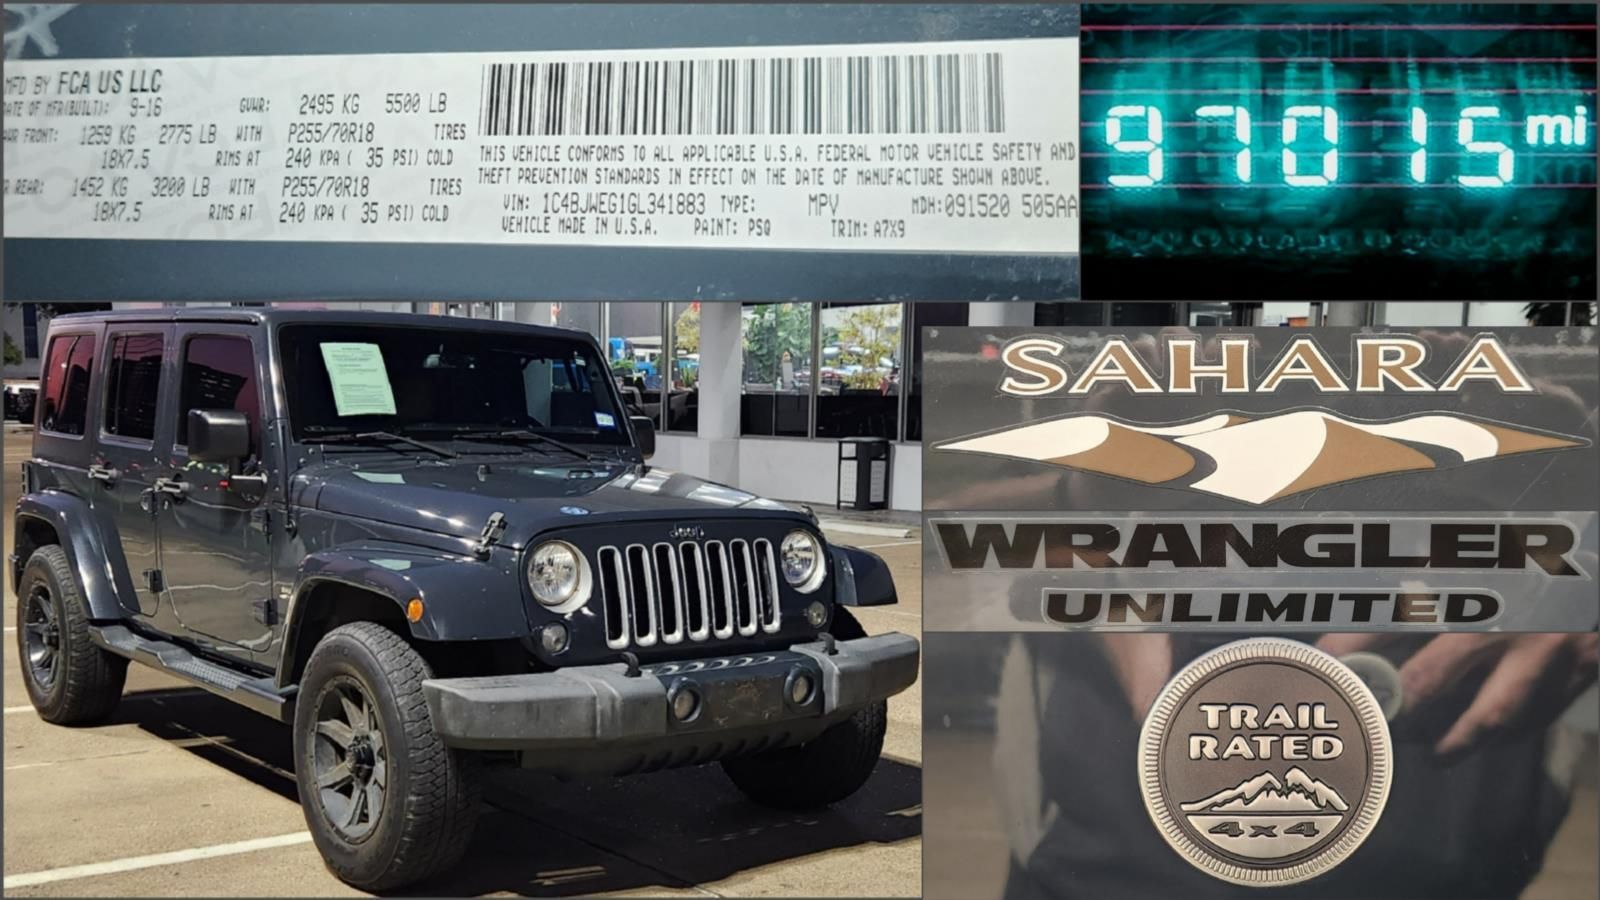 MFD BY FCA US LLC
DATE OF MFR(BUILT): 9-16 GVWR: 2495 KG 5500 LB
FRONT: 1259 KG 2775 LB WITH P255/70R18 TIRES
18X7.5 RIMS AT 240 KPA ( 35 PSI) COLD
REAR: 1452 KG 3200 LB WITH P255/70R18 TIRES
18X7.5 RIMS AT 240 KPA ( 35 PSI) COLD
THIS VEHICLE CONFORMS TO ALL APPLICABLE U.S.A. FEDERAL MOTOR VEHICLE SAFETY AND
THEFT PREVENTION STANDARDS IN EFFECT ON THE DATE OF MANUFACTURE SHOWN ABOVE.
VIN: 1C4BJWEG1GL341883 TYPE: MPV MDH:091520 505AA
VEHICLE MADE IN U.S.A. PAINT: PSQ TRIM: A7X9
97015 mi
Jeep
SAHARA
WRANGLER
UNLIMITED
TRAIL
RATED
4x4